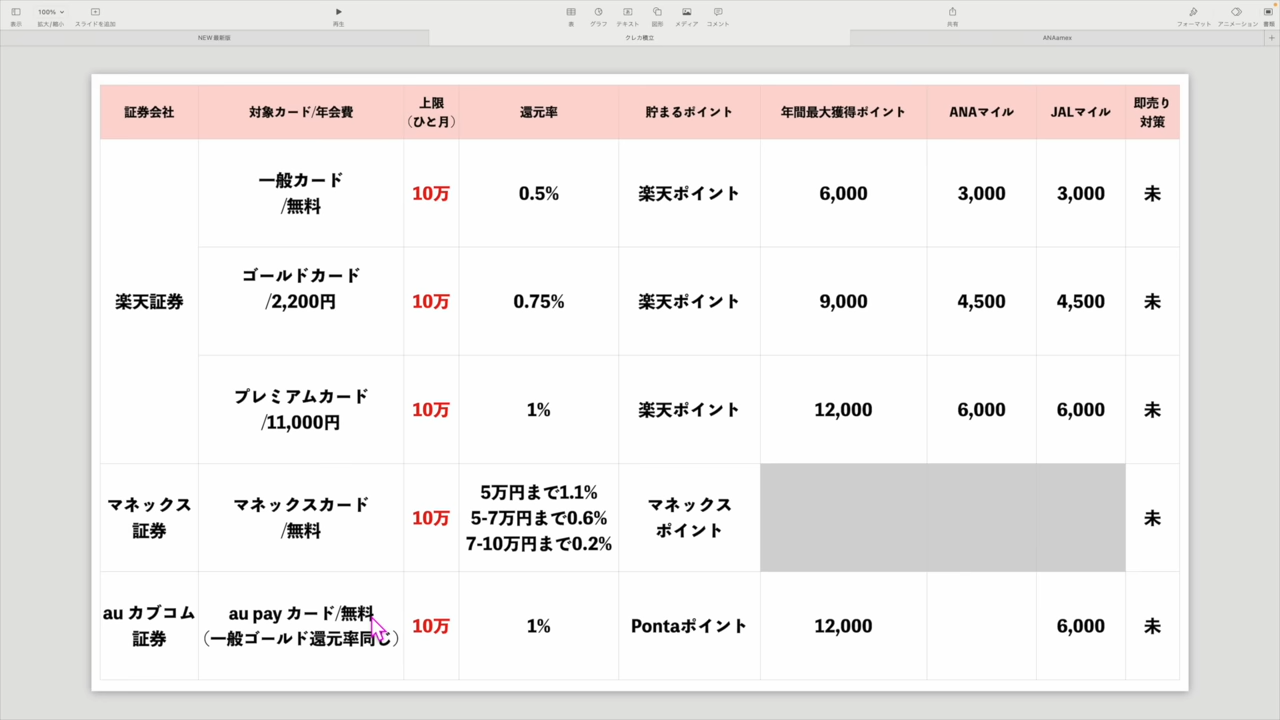 100%
表示
拡大/縮小
スライドを追加
再生
表
グラフ
テキスト
図形
メディア
コメント
共有
フォーマット
アニメーション
書類
NEW最新版
クレカ積立
ANAames
証券会社
対象カード/年会費
上限
（ひと月）
還元率
貯まるポイント
年間最大獲得ポイント
ANAマイル
JALマイル
即売り
対策
楽天証券
一般カード
/無料
10万
0.5%
楽天ポイント
6,000
3,000
3,000
未
ゴールドカード
/2,200円
10万
0.75%
楽天ポイント
9,000
4,500
4,500
未
プレミアムカード
/11,000円
10万
1%
楽天ポイント
12,000
6,000
6,000
未
マネックス
証券
マネックスカード
/無料
10万
5万円まで1.1%
5-7万円まで0.6%
7-10万円まで0.2%
マネックス
ポイント
未
au カブコム
証券
au pay カード/無料
（一般ゴールド還元率同じ）
10万
1%
Pontaポイント
12,000
6,000
未